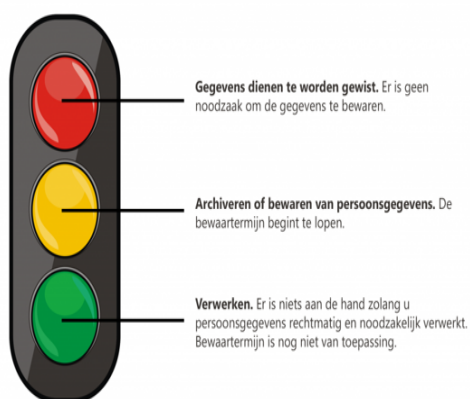 Gegevens dienen te worden gewist. Er is geen
noodzaak om de gegevens te bewaren.
Archiveren of bewaren van persoonsgegevens. De
bewaartermijn begint te lopen.
Verwerken. Er is niets aan de hand zolang u
persoonsgegevens rechtmatig en noodzakelijk verwerkt.
Bewaartermijn is nog niet van toepassing.